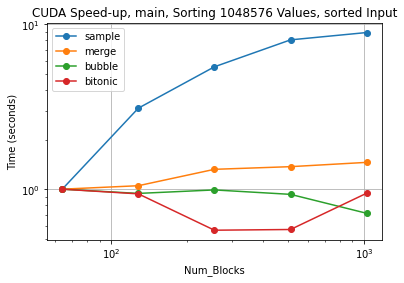 CUDA Speed-up, main, Sorting 1048576 Values, sorted Input
10¹
sample
merge
bubble
bitonic
Time (seconds)
10⁰
10²
10³
Num_Blocks